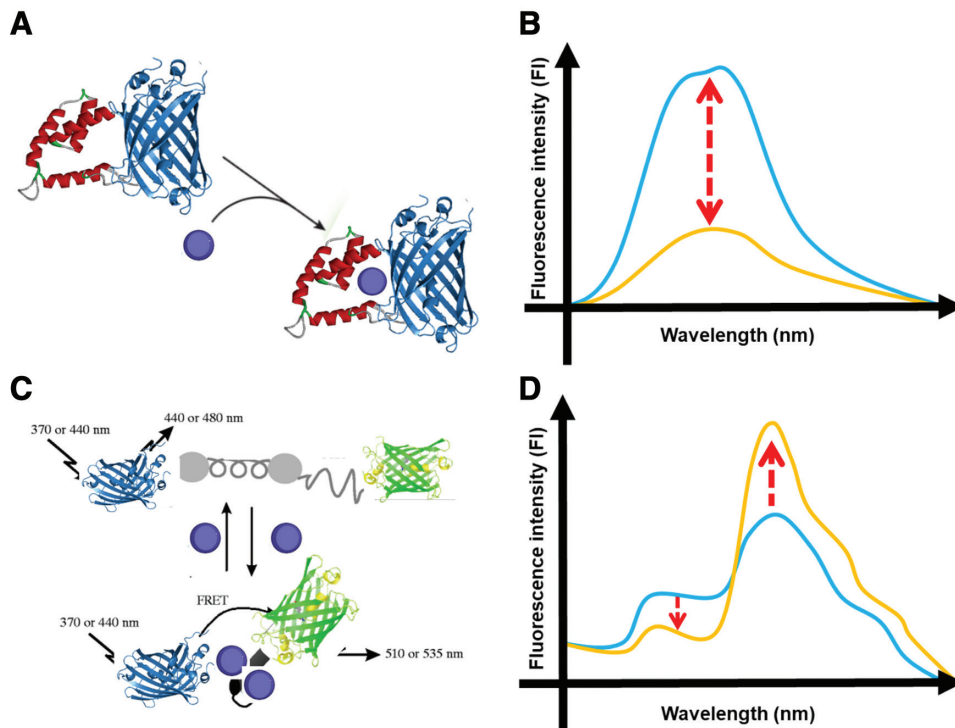 A
B
Fluorescence intensity (FI)
Wavelength (nm)
C
370 or 440 nm
440 or 480 nm
FRET
370 or 440 nm
510 or 535 nm
D
Fluorescence intensity (FI)
Wavelength (nm)